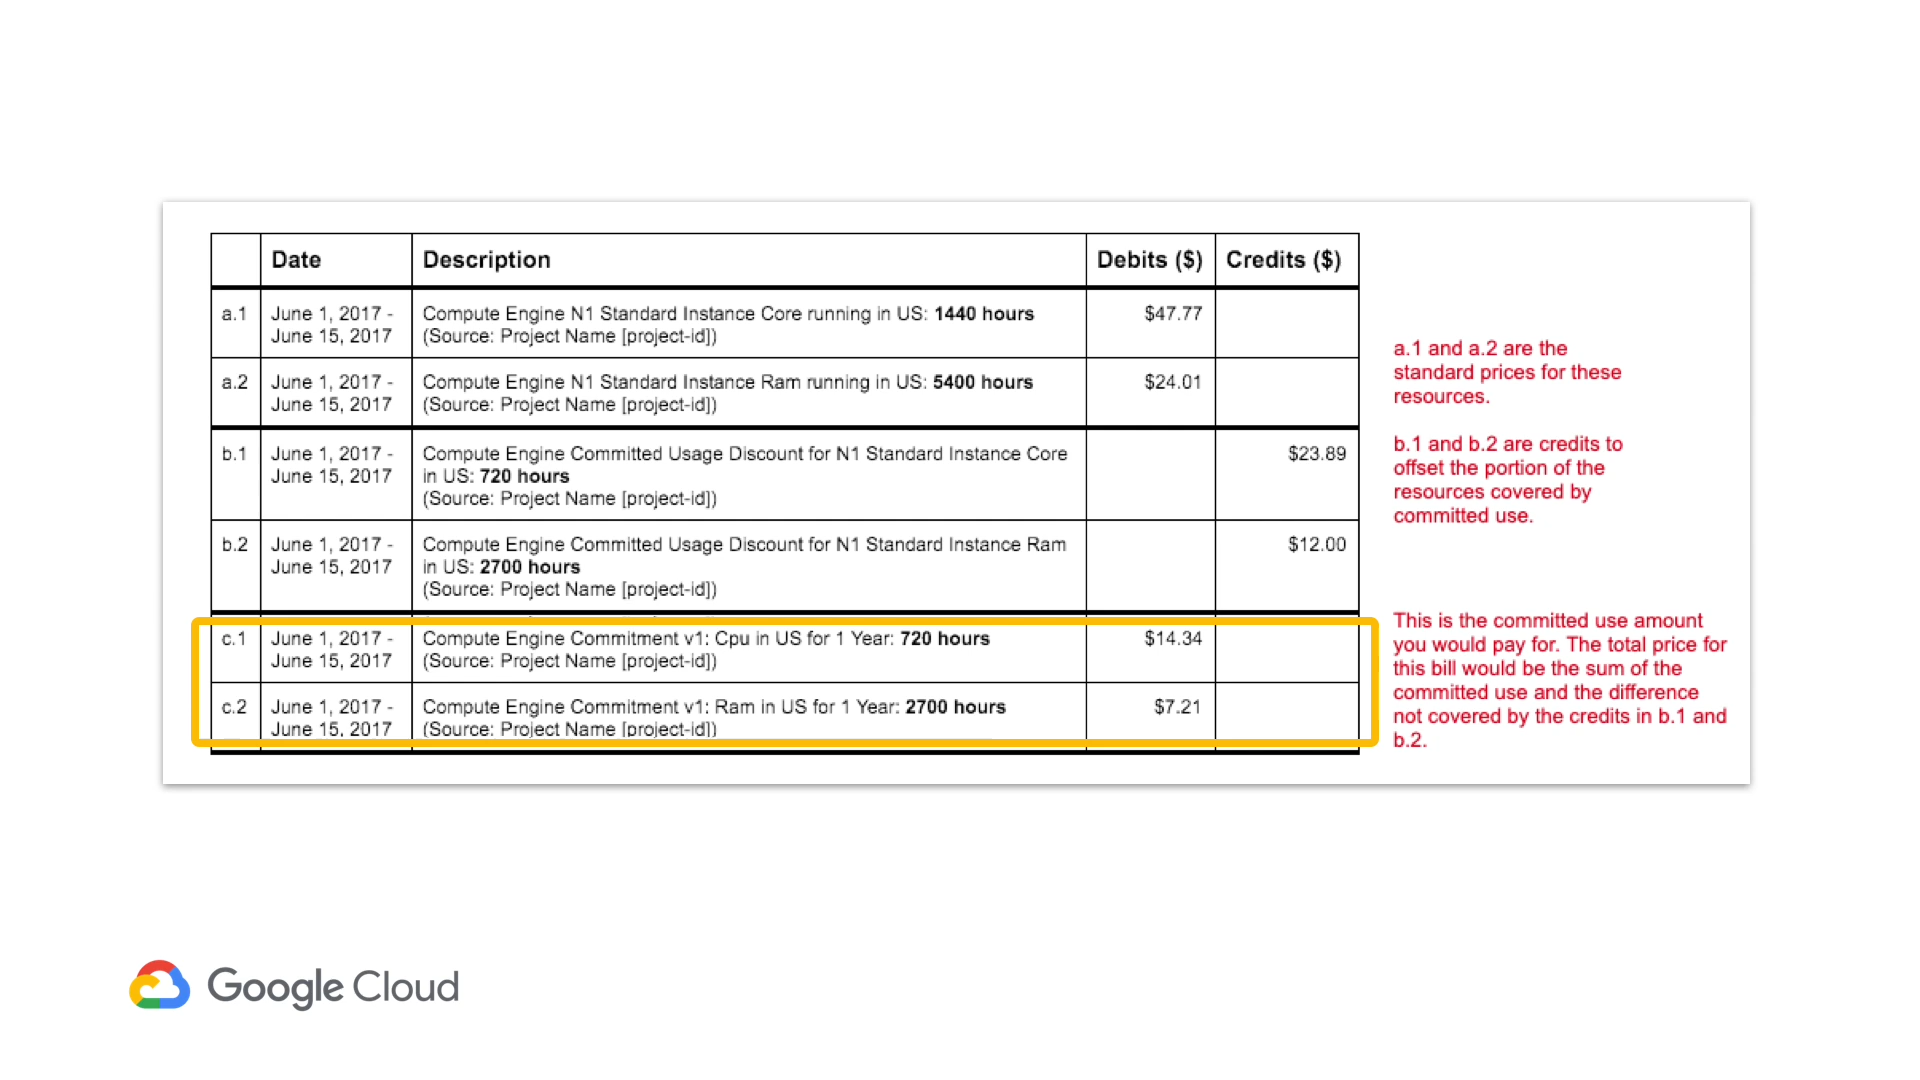 Date Description Debits ($) Credits ($)
a.1 June 1, 2017 - Compute Engine N1 Standard Instance Core running in US: 1440 hours $47.77
June 15, 2017 (Source: Project Name [project-id])
a.2 June 1, 2017 - Compute Engine N1 Standard Instance Ram running in US: 5400 hours $24.01
June 15, 2017 (Source: Project Name [project-id])
b.1 June 1, 2017 - Compute Engine Committed Usage Discount for N1 Standard Instance Core $23.89
June 15, 2017 in US: 720 hours
(Source: Project Name [project-id])
b.2 June 1, 2017 - Compute Engine Committed Usage Discount for N1 Standard Instance Ram $12.00
June 15, 2017 in US: 2700 hours
(Source: Project Name [project-id])
c.1 June 1, 2017 - Compute Engine Commitment v1: Cpu in US for 1 Year: 720 hours $14.34
June 15, 2017 (Source: Project Name [project-id])
c.2 June 1, 2017 - Compute Engine Commitment v1: Ram in US for 1 Year: 2700 hours $7.21
June 15, 2017 (Source: Project Name [project-id])
a.1 and a.2 are the
standard prices for these
resources.
b.1 and b.2 are credits to
offset the portion of the
resources covered by
committed use.
This is the committed use amount
you would pay for. The total price for
this bill would be the sum of the
committed use and the difference
not covered by the credits in b.1 and
b.2.
Google Cloud